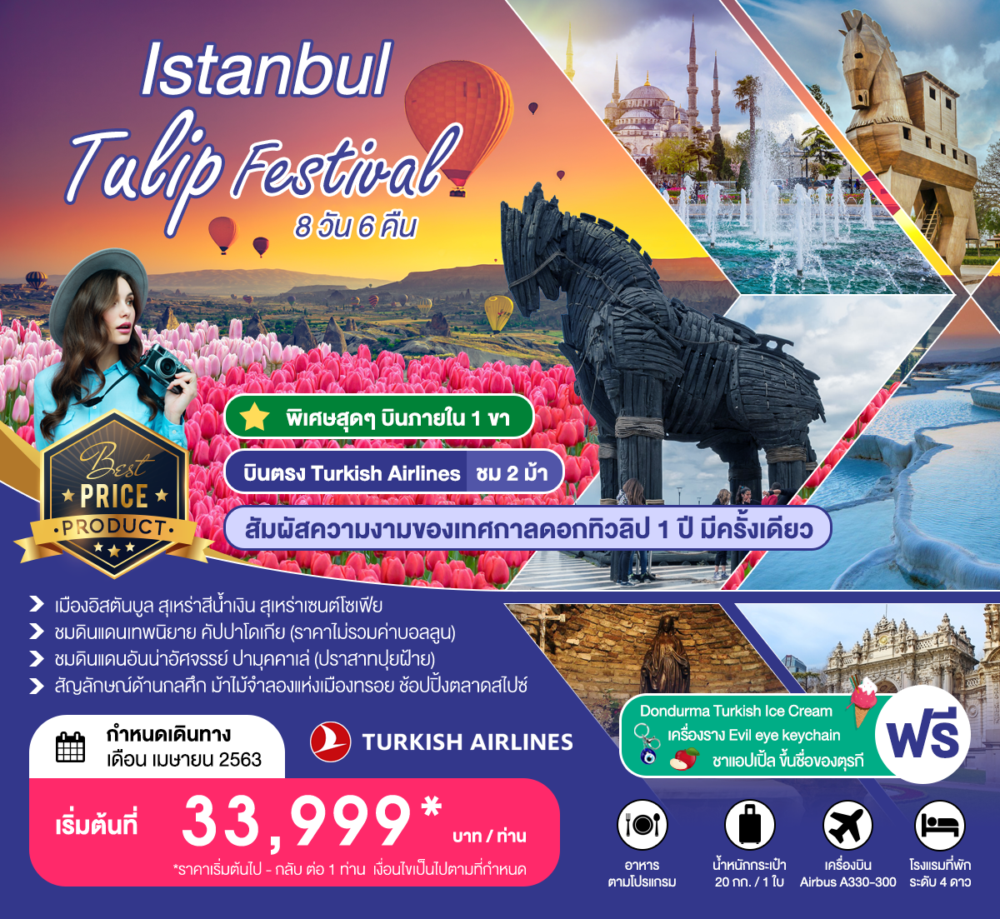 Istanbul
Tulip Festival
8 วัน 6 คืน
พิเศษสุดๆ บินภายใน 1 ขา
บินตรง Turkish Airlines ชม 2 ม้า
สัมผัสความงามของเทศกาลดอกทิวลิป 1 ปี มีครั้งเดียว
Best
PRICE
PRODUCT
เมืองอิสตันบูล สุเหร่าสีน้ำเงิน สุเหร่าเซนต์โซเฟีย
ชมดินแดนเทพนิยาย คัปปาโดเกีย (ราคาไม่รวมค่าบอลลูน)
ชมดินแดนอันน่าอัศจรรย์ ปามุคคาเล่ (ปราสาทปุยฝ้าย)
สัญลักษณ์ด้านกลศึก ม้าไม้จำลองแห่งเมืองทรอย ช้อปปิ้งตลาดสไปซ์
กำหนดเดินทาง
เดือน เมษายน 2563
TURKISH AIRLINES
เริ่มต้นที่ 33,999* บาท / ท่าน
*ราคาเริ่มต้นไป - กลับ ต่อ 1 ท่าน เงื่อนไขเป็นไปตามที่กำหนด
Dondurma Turkish Ice Cream
เครื่องราง Evil eye keychain
ชาแอปเปิ้ล ขึ้นชื่อของตุรกี
ฟรี
อาหาร
ตามโปรแกรม
น้ำหนักกระเป๋า
20 กก. / 1 ใบ
เครื่องบิน
Airbus A330-300
โรงแรมที่พัก
ระดับ 4 ดาว